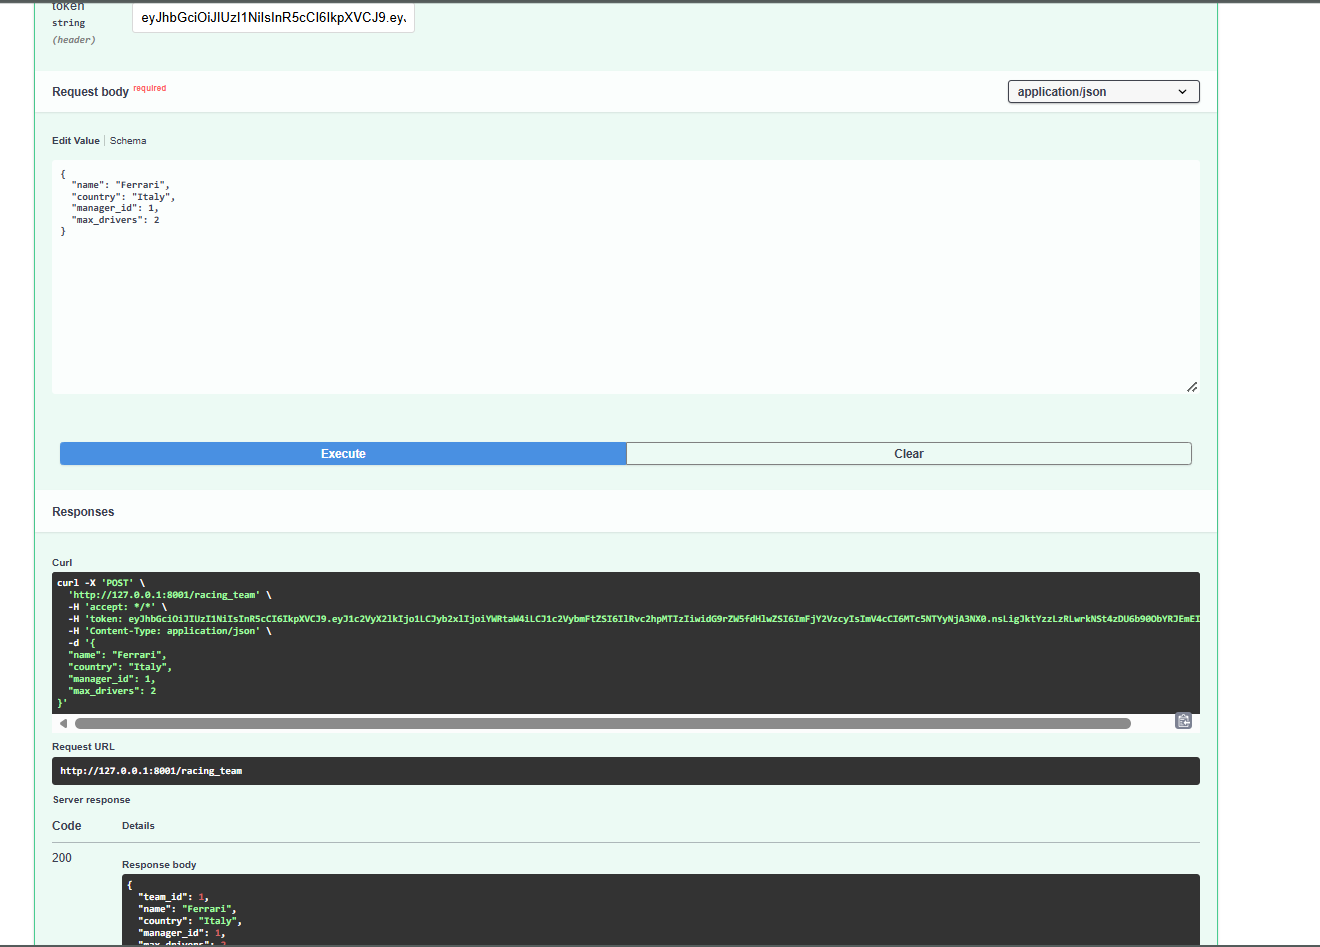 token
string
(header)
eyJhbGciOiJIUzI1NiIsInR5cCI6IkpXVCJ9.ey
Request body required
application/json
Edit Value
Schema
{
"name": "Ferrari",
"country": "Italy",
"manager_id": 1,
"max_drivers": 2
}
Execute
Clear
Responses
Curl
curl -X 'POST' \
'http://127.0.0.1:8001/racing_team' \
-H 'accept: */*' \
-H 'token:
-H 'Content-Type: application/json' \
-d '{
"name": "Ferrari",
"country": "Italy",
"manager_id": 1,
"max_drivers": 2
}'
Request URL
http://127.0.0.1:8001/racing_team
Server response
Code
Details
200
Response body
{
"team_id": 1,
"name": "Ferrari",
"country": "Italy",
"manager_id": 1,
"max_drivers": 2